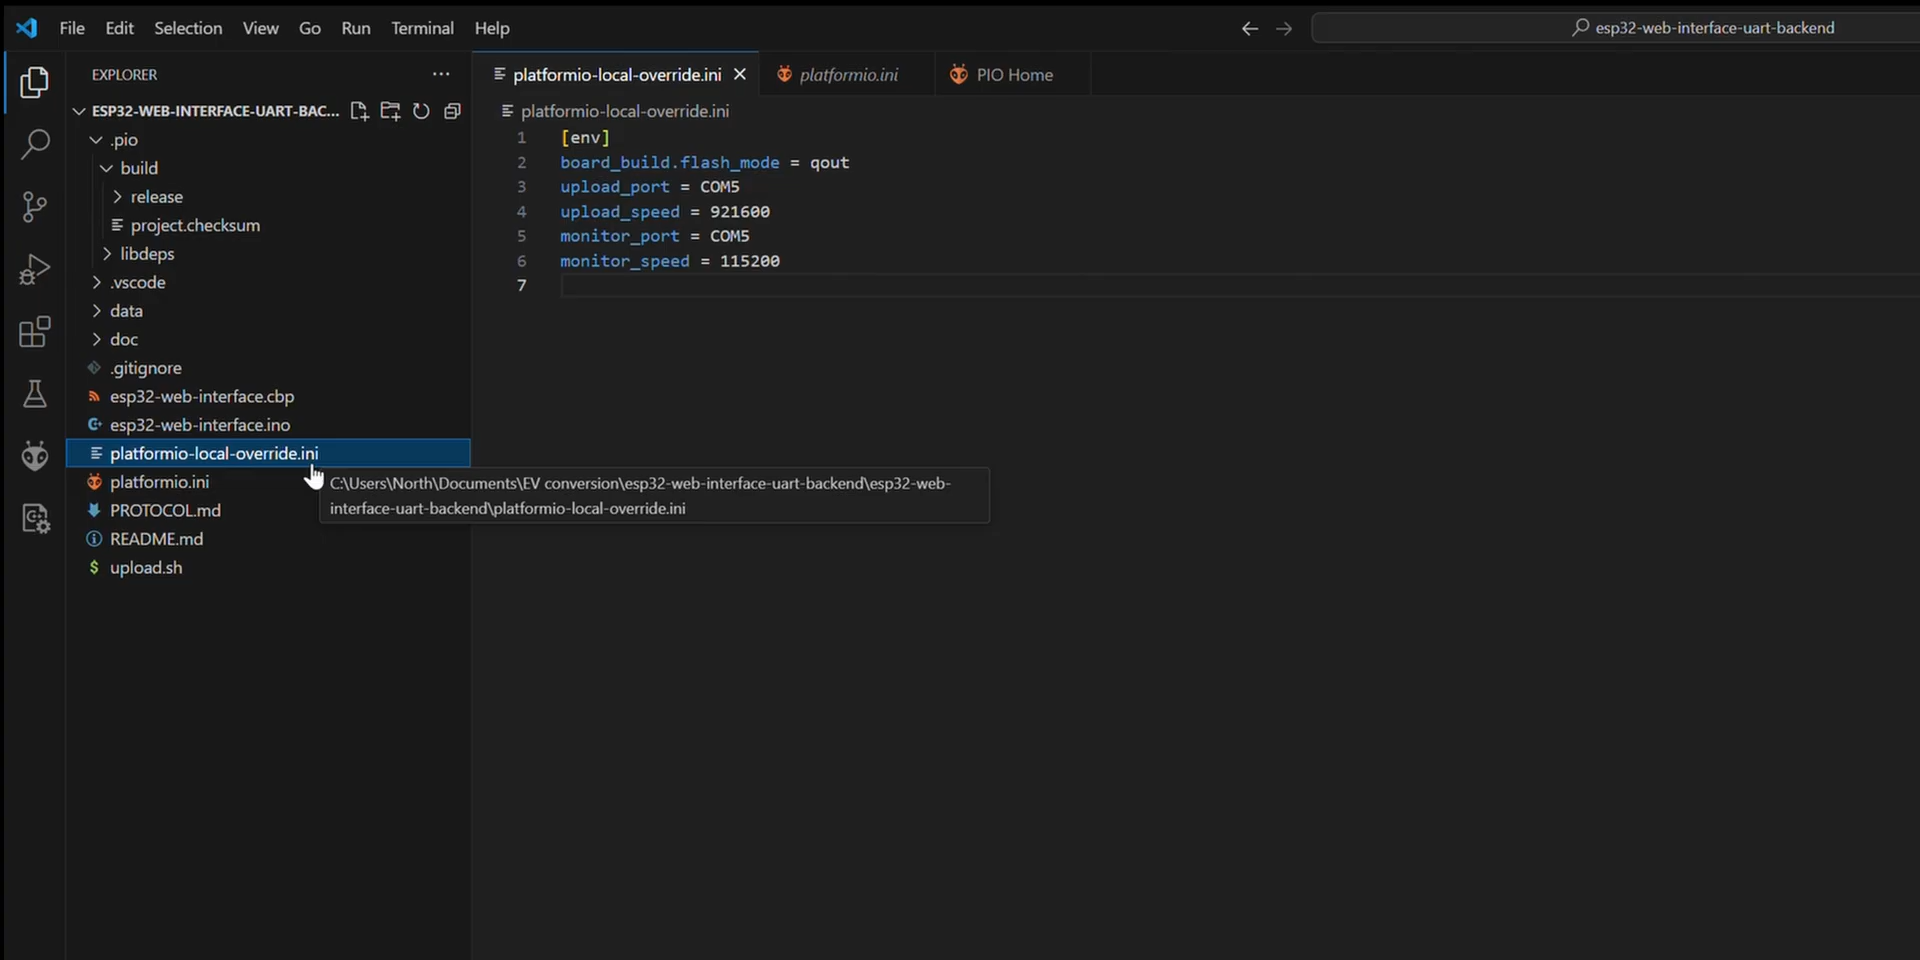 File Edit Selection View Go Run Terminal Help
esp32-web-interface-uart-backend
EXPLORER
ESP32-WEB-INTERFACE-UART-BAC...
.pio
build
release
project.checksum
libdeps
.vscode
data
doc
.gitignore
esp32-web-interface.cbp
esp32-web-interface.ino
platformio-local-override.ini
platformio.ini
PROTOCOL.md
README.md
upload.sh
platformio-local-override.ini platformio.ini PIO Home
platformio-local-override.ini
1 [env]
2 board_build.flash_mode = qout
3 upload_port = COM5
4 upload_speed = 921600
5 monitor_port = COM5
6 monitor_speed = 115200
7
C:\Users\North\Documents\EV conversion\esp32-web-interface-uart-backend\esp32-web-
interface-uart-backend\platformio-local-override.ini